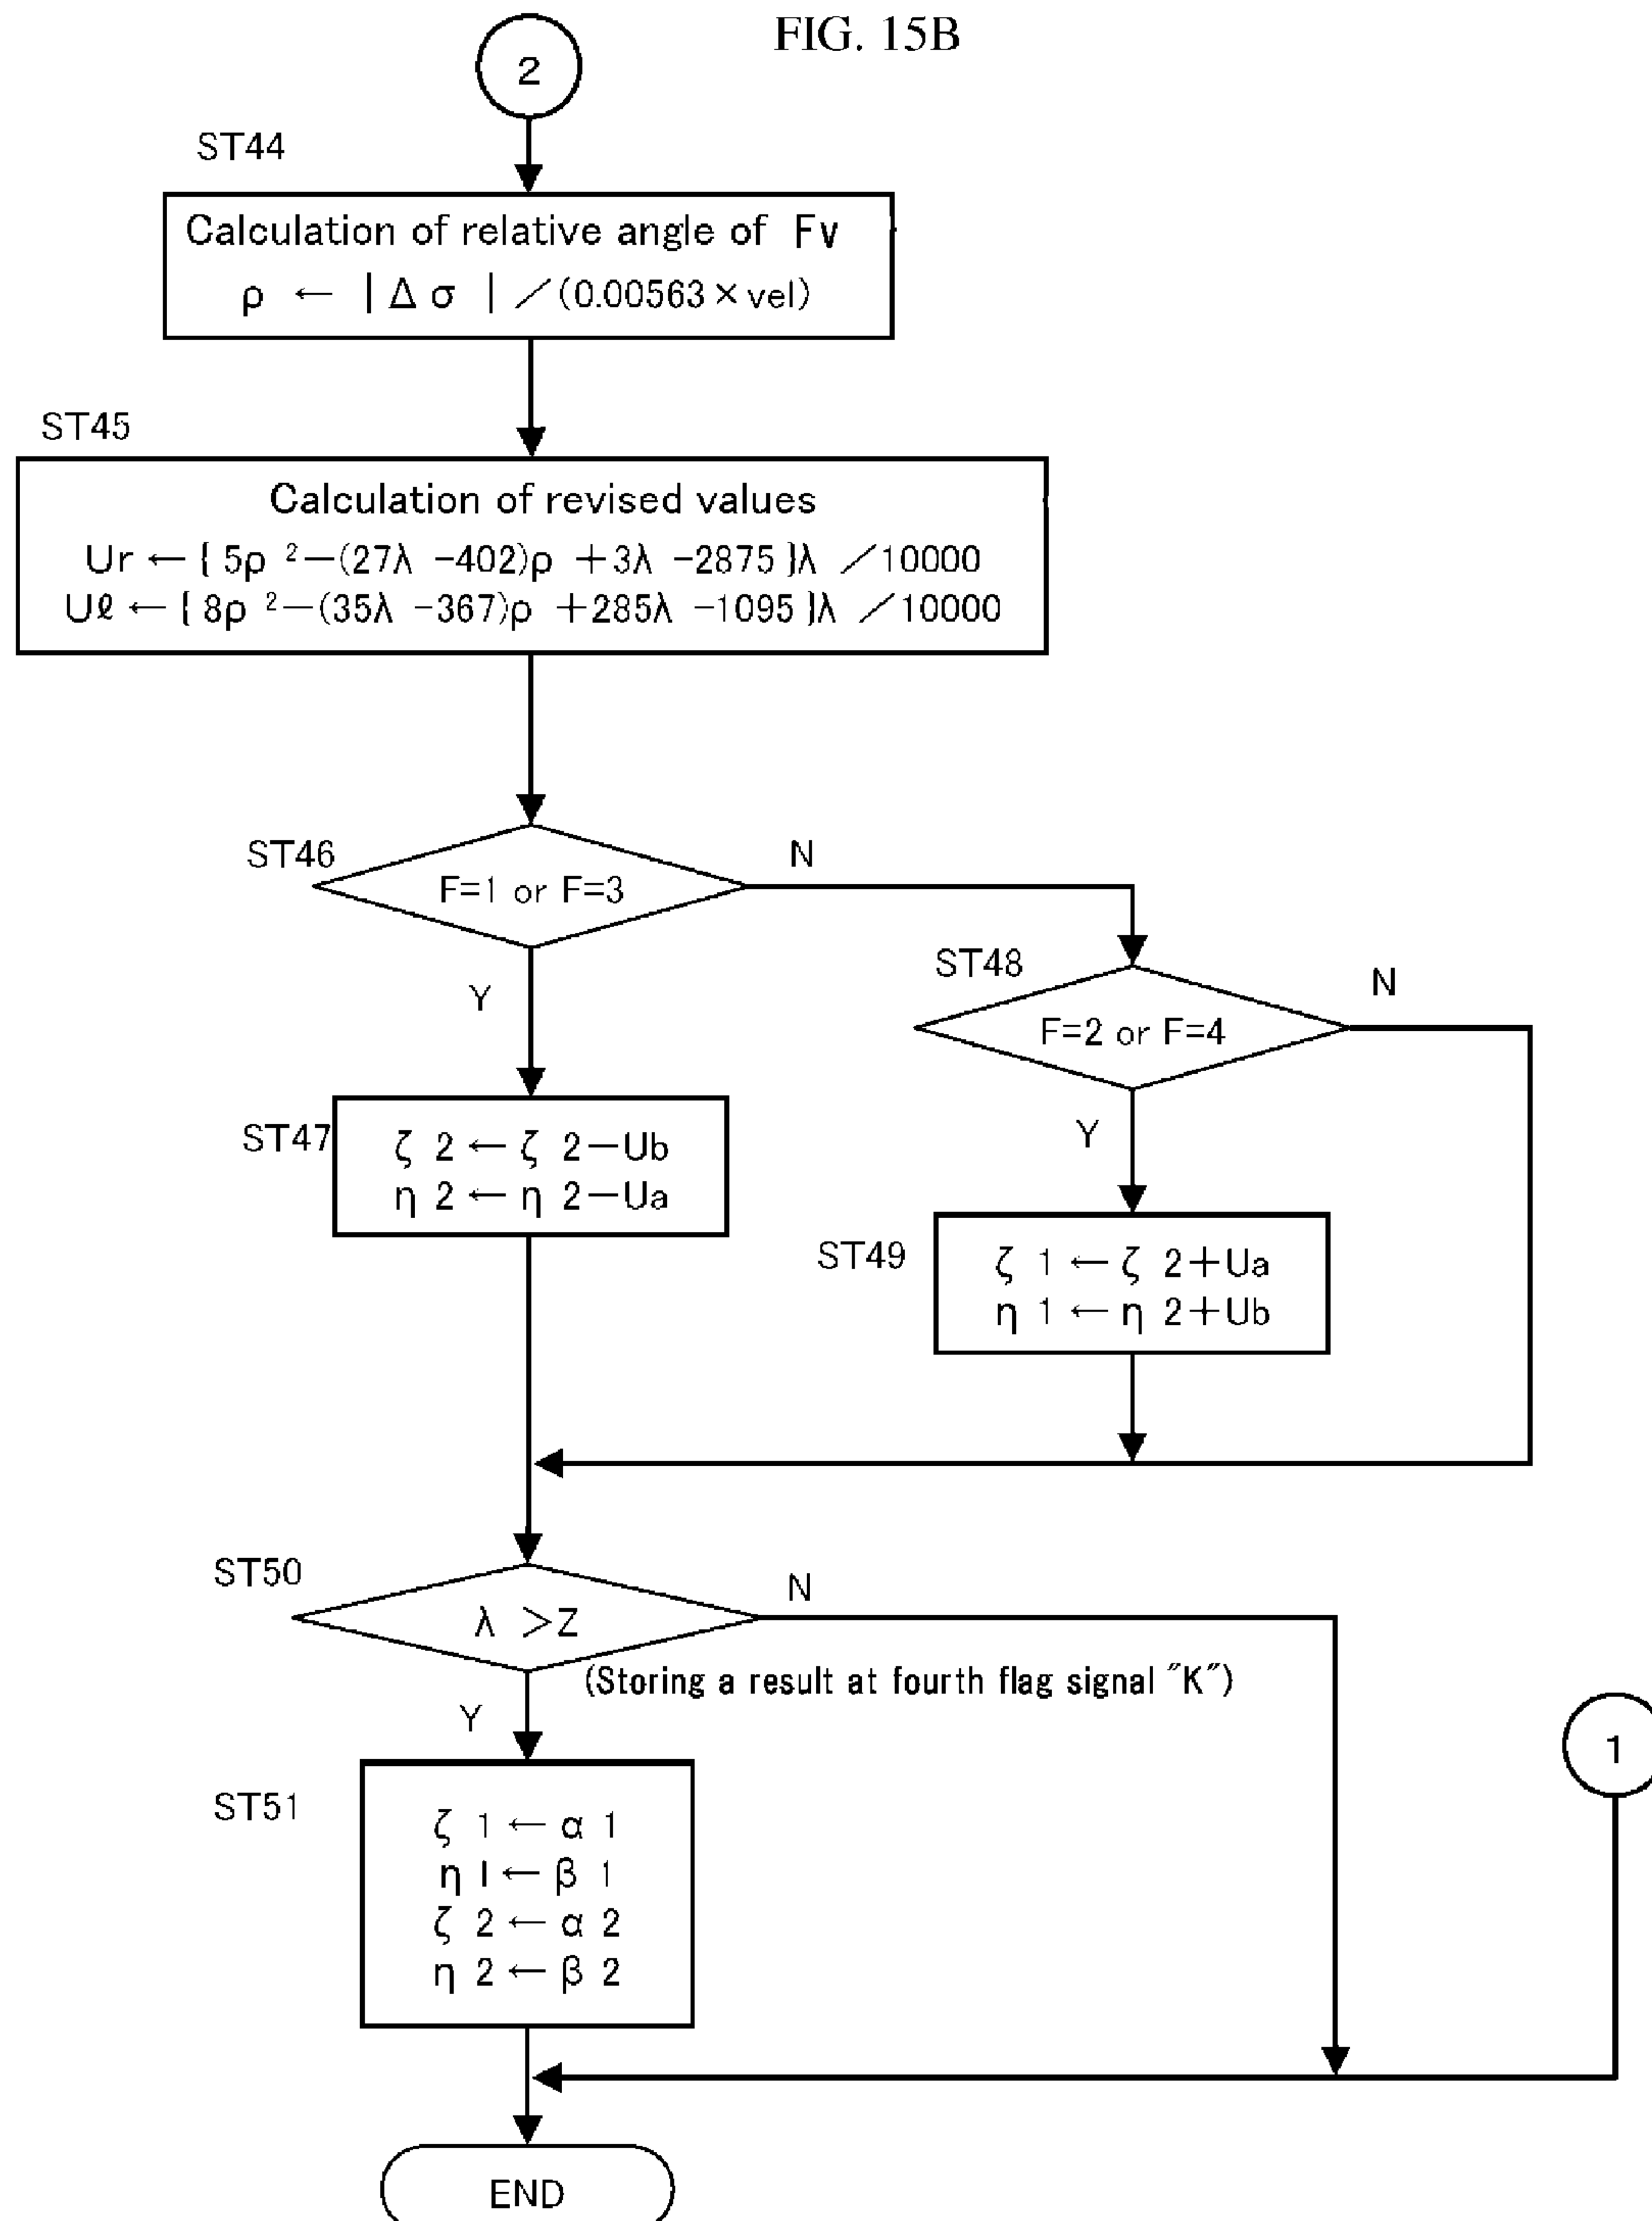 FIG. 15B
2
ST44
Calculation of relative angle of Fv
ρ ← | Δ σ | ／(0.00563×vel)
ST45
Calculation of revised values
Ur ← { 5ρ ²−(27λ -402)ρ +3λ -2875 }λ ／10000
Uℓ ← { 8ρ ²−(35λ -367)ρ +285λ -1095 }λ ／10000
ST46
F=1 or F=3
N
Y
ST48
F=2 or F=4
N
Y
ST47
ζ 2 ← ζ 2−Ub
η 2 ← η 2−Ua
ST49
ζ 1 ← ζ 2+Ua
η 1 ← η 2+Ub
ST50
λ >Z
N
(Storing a result at fourth flag signal "K")
Y
1
ST51
ζ 1 ← α 1
η 1 ← β 1
ζ 2 ← α 2
η 2 ← β 2
END